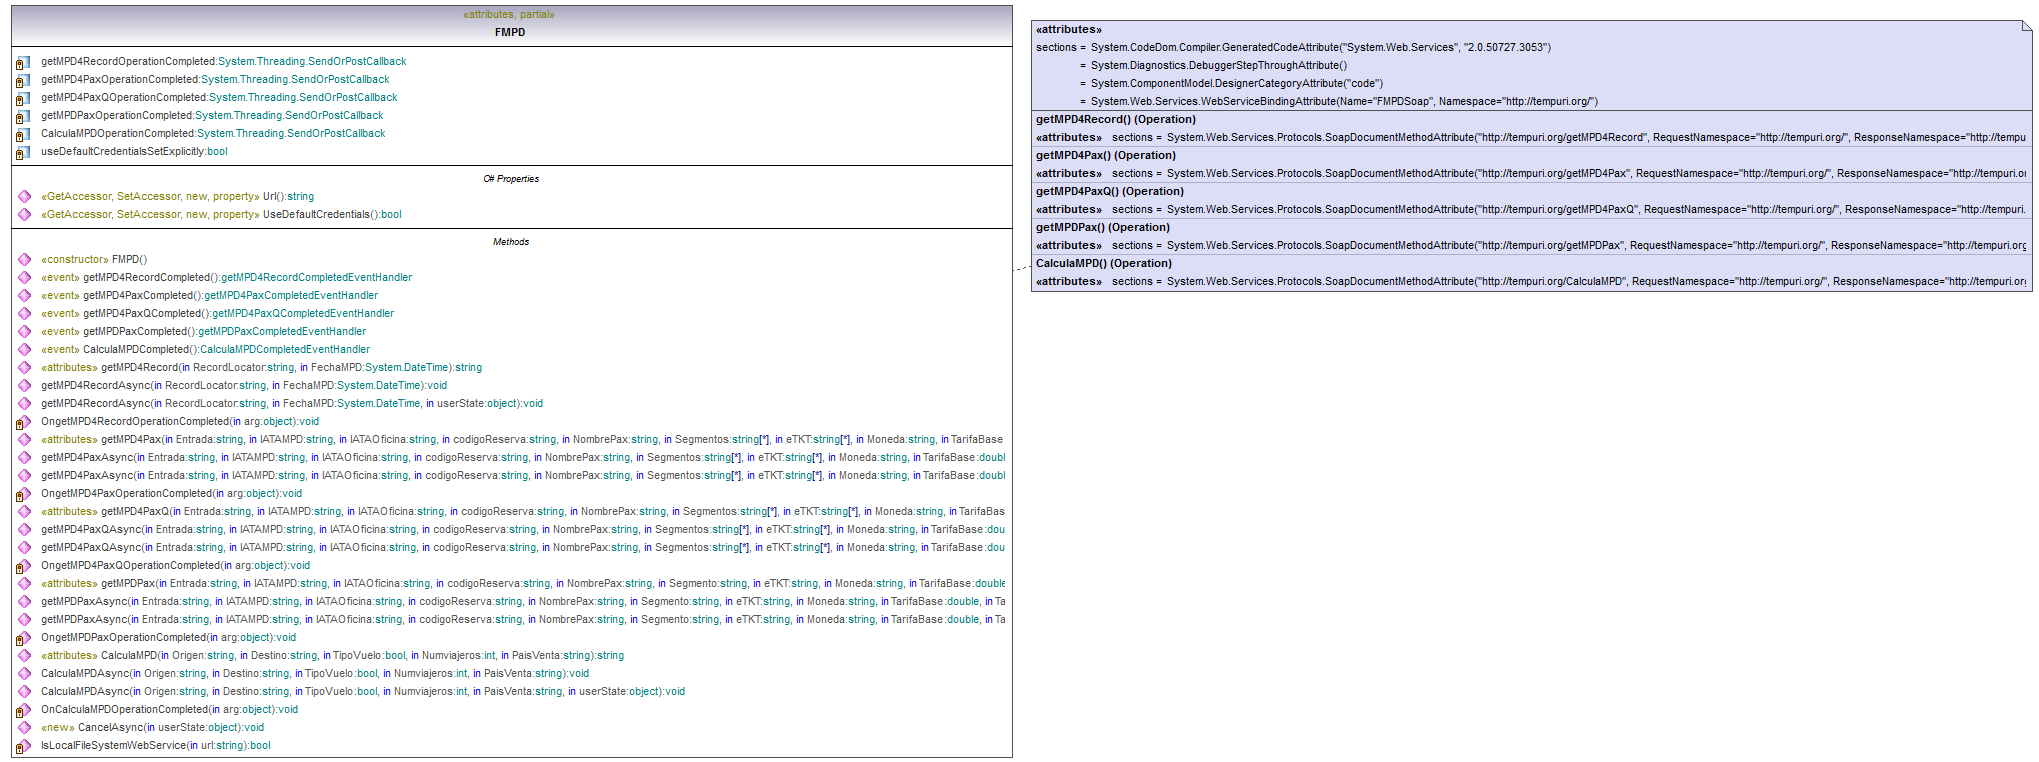 «attributes, partial»
FMPD
getMPD4RecordOperationCompleted:System.Threading.SendOrPostCallback
getMPD4PaxOperationCompleted:System.Threading.SendOrPostCallback
getMPD4PaxQOperationCompleted:System.Threading.SendOrPostCallback
getMPDPaxOperationCompleted:System.Threading.SendOrPostCallback
CalculaMPDOperationCompleted:System.Threading.SendOrPostCallback
useDefaultCredentialsSetExplicitly:bool
C# Properties
«GetAccessor, SetAccessor, new, property» Url():string
«GetAccessor, SetAccessor, new, property» UseDefaultCredentials():bool
Methods
«constructor» FMPD()
«event» getMPD4RecordCompleted():getMPD4RecordCompletedEventHandler
«event» getMPD4PaxCompleted():getMPD4PaxCompletedEventHandler
«event» getMPD4PaxQCompleted():getMPD4PaxQCompletedEventHandler
«event» getMPDPaxCompleted():getMPDPaxCompletedEventHandler
«event» CalculaMPDCompleted():CalculaMPDCompletedEventHandler
«attributes» getMPD4Record(in RecordLocator:string, in FechaMPD:System.DateTime):string
getMPD4RecordAsync(in RecordLocator:string, in FechaMPD:System.DateTime):void
getMPD4RecordAsync(in RecordLocator:string, in FechaMPD:System.DateTime, in userState:object):void
OngetMPD4RecordOperationCompleted(in arg:object):void
«attributes» getMPD4Pax(in Entrada:string, in IATAMPD:string, in IATAOficina:string, in codigoReserva:string, in NombrePax:string, in Segmentos:string[*], in eTKT:string[*], in Moneda:string, in TarifaBase
getMPD4PaxAsync(in Entrada:string, in IATAMPD:string, in IATAOficina:string, in codigoReserva:string, in NombrePax:string, in Segmentos:string[*], in eTKT:string[*], in Moneda:string, in TarifaBase:doubl
getMPD4PaxAsync(in Entrada:string, in IATAMPD:string, in IATAOficina:string, in codigoReserva:string, in NombrePax:string, in Segmentos:string[*], in eTKT:string[*], in Moneda:string, in TarifaBase:doubl
OngetMPD4PaxOperationCompleted(in arg:object):void
«attributes» getMPD4PaxQ(in Entrada:string, in IATAMPD:string, in IATAOficina:string, in codigoReserva:string, in NombrePax:string, in Segmentos:string[*], in eTKT:string[*], in Moneda:string, in TarifaBas
getMPD4PaxQAsync(in Entrada:string, in IATAMPD:string, in IATAOficina:string, in codigoReserva:string, in NombrePax:string, in Segmentos:string[*], in eTKT:string[*], in Moneda:string, in TarifaBase:dou
getMPD4PaxQAsync(in Entrada:string, in IATAMPD:string, in IATAOficina:string, in codigoReserva:string, in NombrePax:string, in Segmentos:string[*], in eTKT:string[*], in Moneda:string, in TarifaBase:dou
OngetMPD4PaxQOperationCompleted(in arg:object):void
«attributes» getMPDPax(in Entrada:string, in IATAMPD:string, in IATAOficina:string, in codigoReserva:string, in NombrePax:string, in Segmento:string, in eTKT:string, in Moneda:string, in TarifaBase:double
getMPDPaxAsync(in Entrada:string, in IATAMPD:string, in IATAOficina:string, in codigoReserva:string, in NombrePax:string, in Segmento:string, in eTKT:string, in Moneda:string, in TarifaBase:double, in Ta
getMPDPaxAsync(in Entrada:string, in IATAMPD:string, in IATAOficina:string, in codigoReserva:string, in NombrePax:string, in Segmento:string, in eTKT:string, in Moneda:string, in TarifaBase:double, in Ta
OngetMPDPaxOperationCompleted(in arg:object):void
«attributes» CalculaMPD(in Origen:string, in Destino:string, in TipoVuelo:bool, in Numviajeros:int, in PaisVenta:string):string
CalculaMPDAsync(in Origen:string, in Destino:string, in TipoVuelo:bool, in Numviajeros:int, in PaisVenta:string):void
CalculaMPDAsync(in Origen:string, in Destino:string, in TipoVuelo:bool, in Numviajeros:int, in PaisVenta:string, in userState:object):void
OnCalculaMPDOperationCompleted(in arg:object):void
«new» CancelAsync(in userState:object):void
IsLocalFileSystemWebService(in url:string):bool
«attributes»
sections = System.CodeDom.Compiler.GeneratedCodeAttribute("System.Web.Services", "2.0.50727.3053")
= System.Diagnostics.DebuggerStepThroughAttribute()
= System.ComponentModel.DesignerCategoryAttribute("code")
= System.Web.Services.WebServiceBindingAttribute(Name="FMPDSoap", Namespace="http://tempuri.org/")
getMPD4Record() (Operation)
«attributes» sections = System.Web.Services.Protocols.SoapDocumentMethodAttribute("http://tempuri.org/getMPD4Record", RequestNamespace="http://tempuri.org/", ResponseNamespace="http://tempu
getMPD4Pax() (Operation)
«attributes» sections = System.Web.Services.Protocols.SoapDocumentMethodAttribute("http://tempuri.org/getMPD4Pax", RequestNamespace="http://tempuri.org/", ResponseNamespace="http://tempuri.or
getMPD4PaxQ() (Operation)
«attributes» sections = System.Web.Services.Protocols.SoapDocumentMethodAttribute("http://tempuri.org/getMPD4PaxQ", RequestNamespace="http://tempuri.org/", ResponseNamespace="http://tempuri.
getMPDPax() (Operation)
«attributes» sections = System.Web.Services.Protocols.SoapDocumentMethodAttribute("http://tempuri.org/getMPDPax", RequestNamespace="http://tempuri.org/", ResponseNamespace="http://tempuri.org
CalculaMPD() (Operation)
«attributes» sections = System.Web.Services.Protocols.SoapDocumentMethodAttribute("http://tempuri.org/CalculaMPD", RequestNamespace="http://tempuri.org/", ResponseNamespace="http://tempuri.org